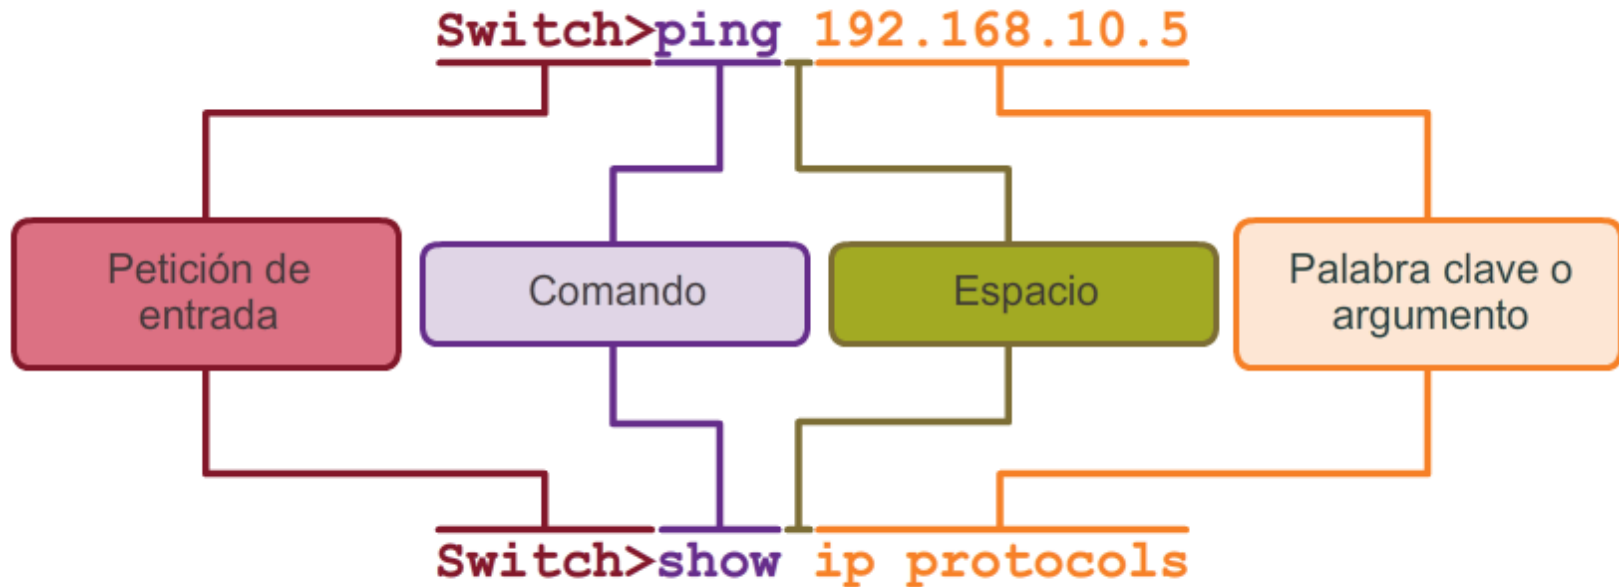 Switch>ping 192.168.10.5
Petición de
entrada
Comando
Espacio
Palabra clave o
argumento
Switch>show ip protocols